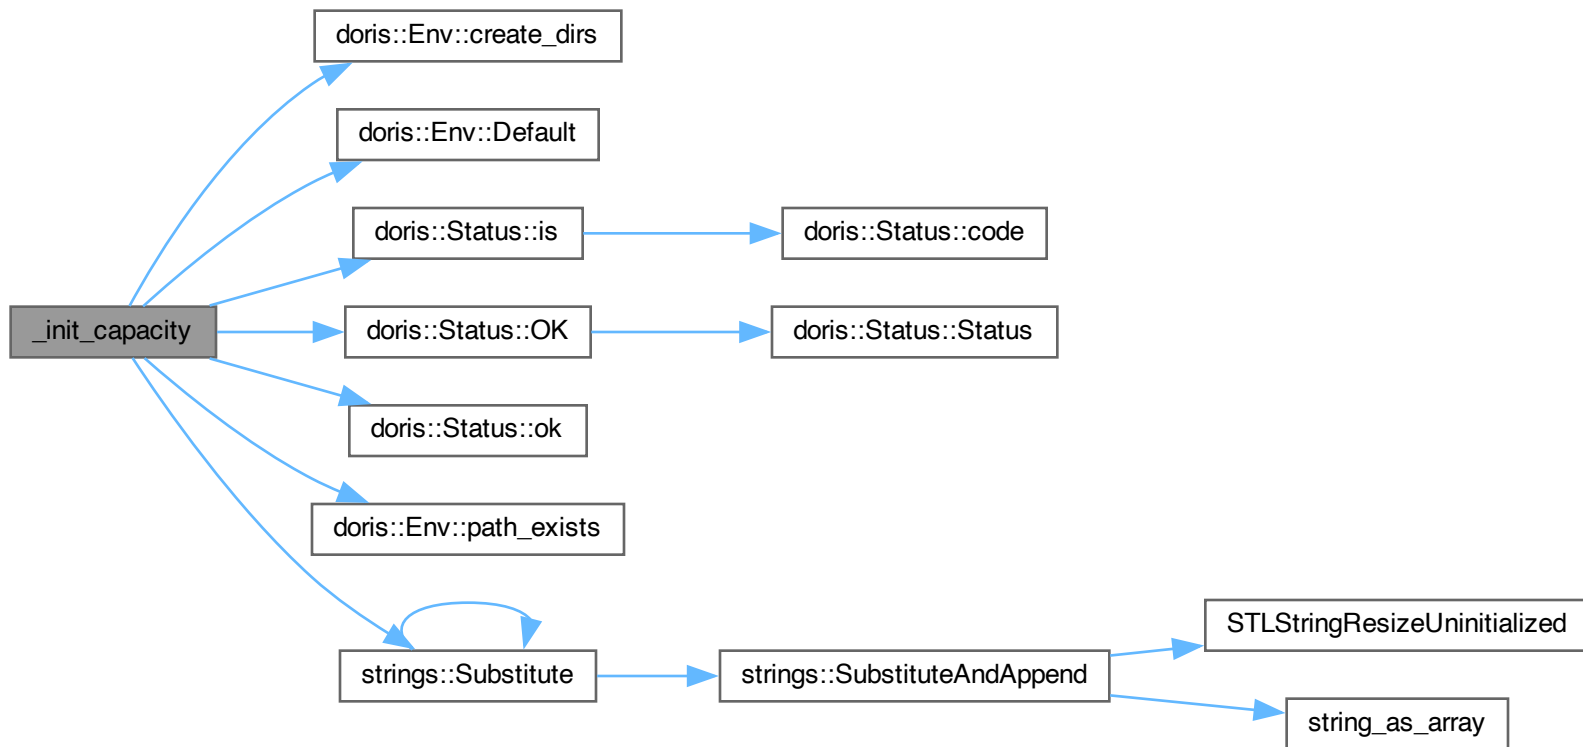 doris::Env::create_dirs
doris::Env::Default
doris::Status::is
doris::Status::code
_init_capacity
doris::Status::OK
doris::Status::Status
doris::Status::ok
doris::Env::path_exists
STLStringResizeUninitialized
strings::Substitute
strings::SubstituteAndAppend
string_as_array